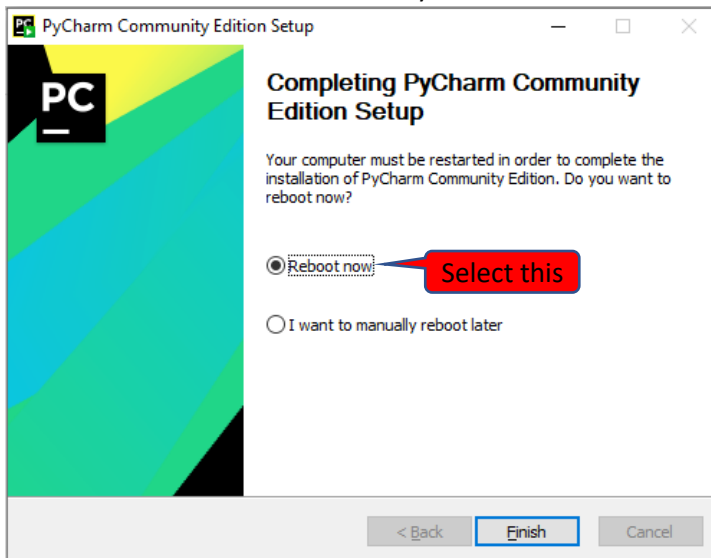 PC PyCharm Community Edition Setup
PC
Completing PyCharm Community
Edition Setup
Your computer must be restarted in order to complete the
installation of PyCharm Community Edition. Do you want to
reboot now?
Reboot now
Select this
I want to manually reboot later
< Back
Finish
Cancel